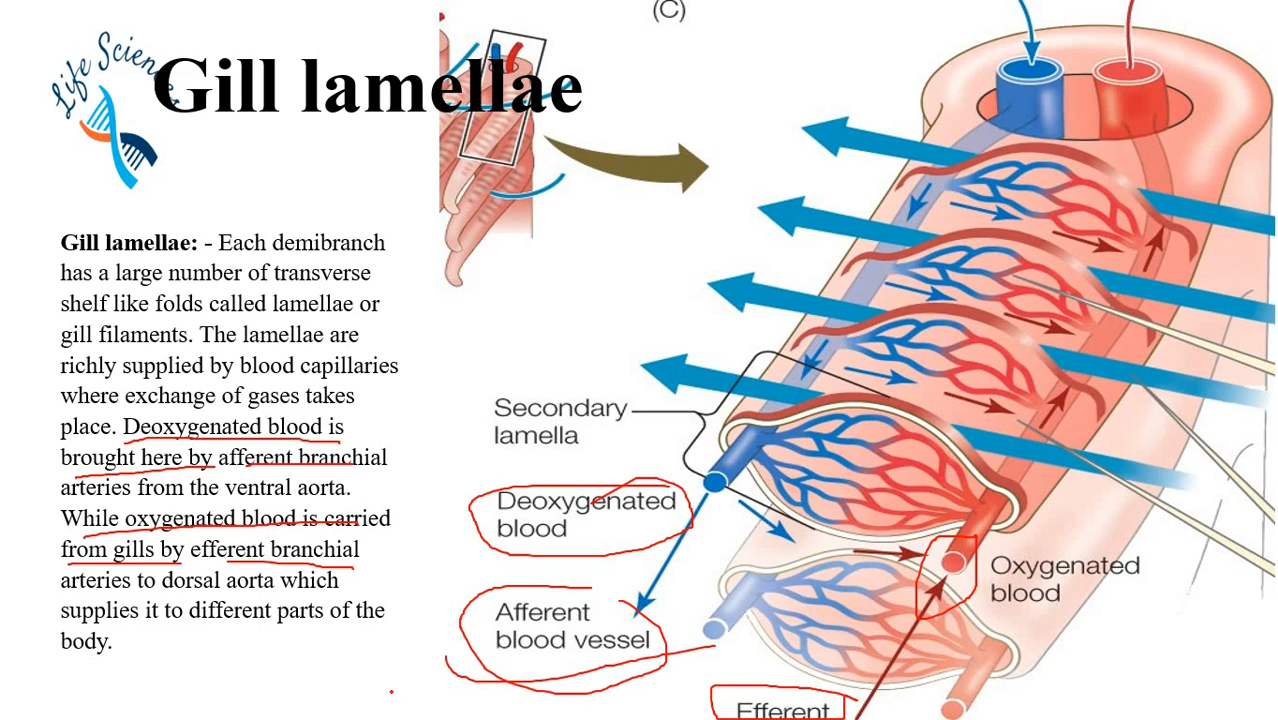 (C)
Life Science
Gill lamellae
Gill lamellae: - Each demibranch
has a large number of transverse
shelf like folds called lamellae or
gill filaments. The lamellae are
richly supplied by blood capillaries
where exchange of gases takes
place. Deoxygenated blood is
brought here by afferent branchial
arteries from the ventral aorta.
While oxygenated blood is carried
from gills by efferent branchial
arteries to dorsal aorta which
supplies it to different parts of the
body.
Secondary
lamella
Deoxygenated
blood
Afferent
blood vessel
Oxygenated
blood
Efferent